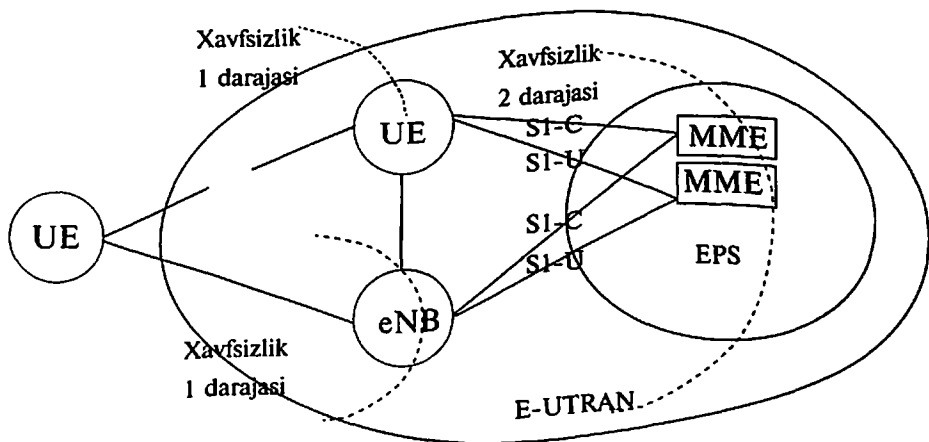 Xavfsizlik
1 darajasi
Xavfsizlik
2 darajasi
S1-C
S1-U
UE
MME
MME
UE
S1-C
S1-U
EPS
eNB
Xavfsizlik
1 darajasi
E-UTRAN